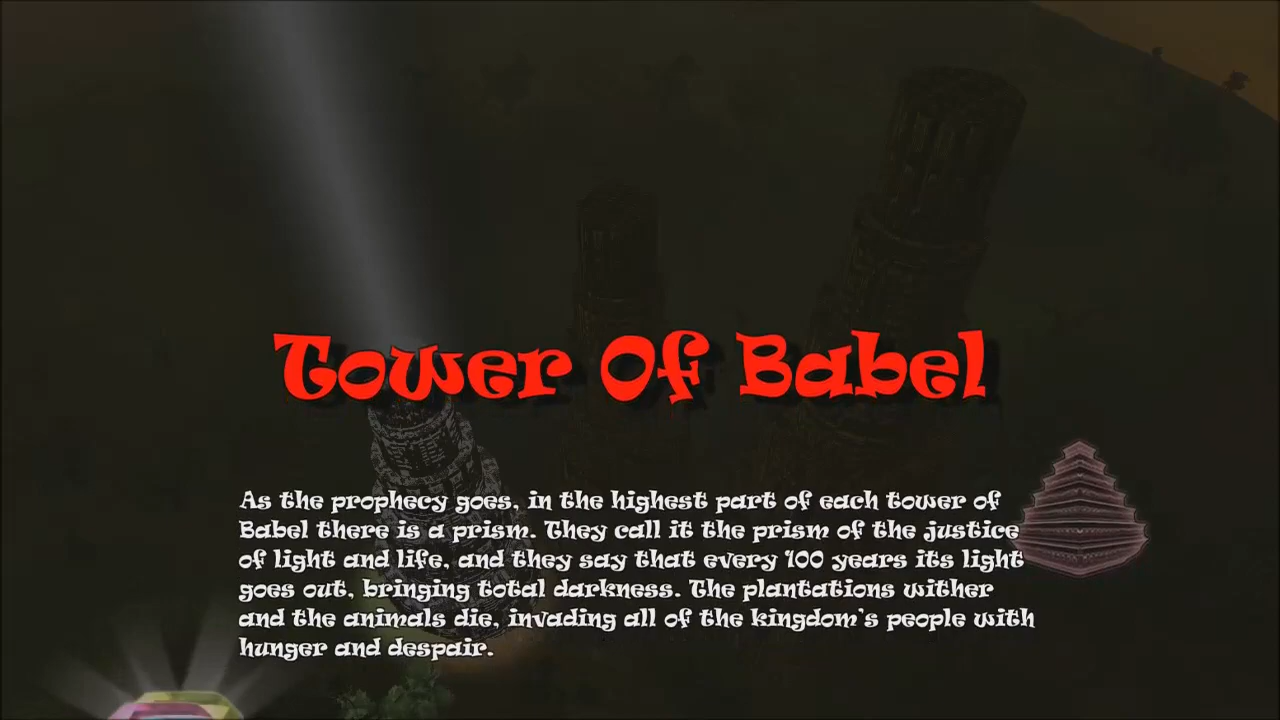 Tower Of Babel
As the prophecy goes, in the highest part of each tower of
Babel there is a prism. They call it the prism of the justice
of light and life, and they say that every 100 years its light
goes out, bringing total darkness. The plantations wither
and the animals die, invading all of the kingdom's people with
hunger and despair.